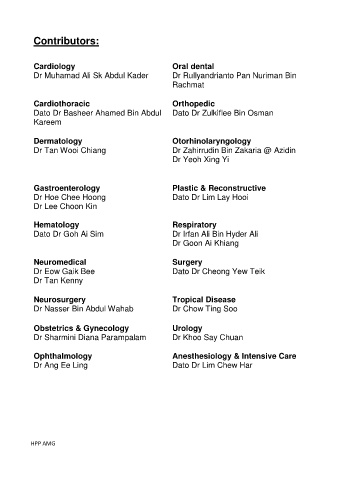 Contributors:
Cardiology
Dr Muhamad Ali Sk Abdul Kader
Cardiothoracic
Dato Dr Basheer Ahamed Bin Abdul
Kareem
Dermatology
Dr Tan Wooi Chiang
Gastroenterology
Dr Hoe Chee Hoong
Dr Lee Choon Kin
Hematology
Dato Dr Goh Ai Sim
Neuromedical
Dr Eow Gaik Bee
Dr Tan Kenny
Neurosurgery
Dr Nasser Bin Abdul Wahab
Obstetrics & Gynecology
Dr Sharmini Diana Parampalam
Ophthalmology
Dr Ang Ee Ling
Oral dental
Dr Rullyandrianto Pan Nuriman Bin
Rachmat
Orthopedic
Dato Dr Zulkiflee Bin Osman
Otorhinolaryngology
Dr Zahirrudin Bin Zakaria @ Azidin
Dr Yeoh Xing Yi
Plastic & Reconstructive
Dato Dr Lim Lay Hooi
Respiratory
Dr Irfan Ali Bin Hyder Ali
Dr Goon Ai Khiang
Surgery
Dato Dr Cheong Yew Teik
Tropical Disease
Dr Chow Ting Soo
Urology
Dr Khoo Say Chuan
Anesthesiology & Intensive Care
Dato Dr Lim Chew Har
HPP AMG